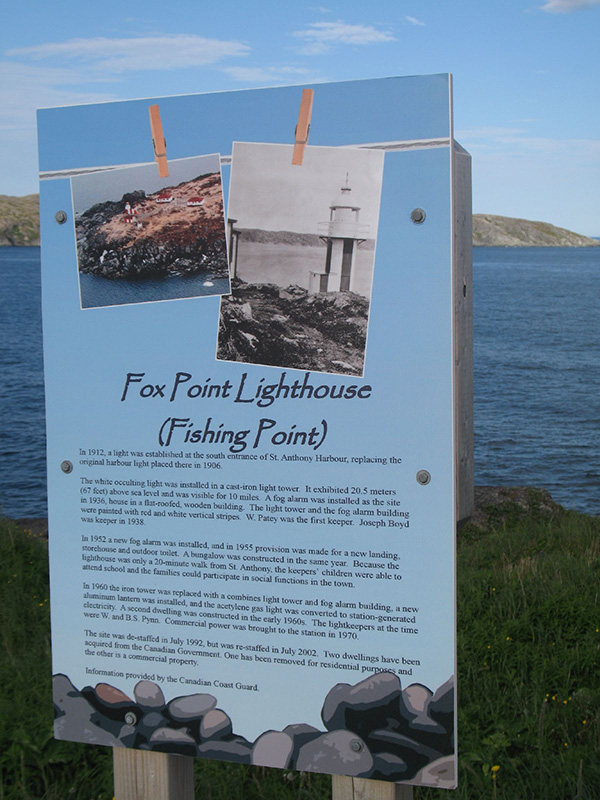 Fox Point Lighthouse
(Fishing Point)
In 1912, a light was established at the south entrance of St. Anthony Harbour, replacing the
original harbour light placed there in 1906.
The white occulting light was installed in a cast-iron light tower. It exhibited 20.5 meters
(67 feet) above sea level and was visible for 10 miles. A fog alarm was installed as the site
in 1936, house in a flat-roofed, wooden building. The light tower and the fog alarm building
were painted with red and white vertical stripes. W. Patey was the first keeper. Joseph Boyd
was keeper in 1938.
In 1952 a new fog alarm was installed, and in 1955 provision was made for a new landing,
storehouse and outdoor toilet. A bungalow was constructed in the same year. Because the
lighthouse was only a 20-minute walk from St. Anthony, the keepers' children were able to
attend school and the families could participate in social functions in the town.
In 1960 the iron tower was replaced with a combines light tower and fog alarm building, a new
aluminum lantern was installed, and the acetylene gas light was converted to station-generated
electricity. A second dwelling was constructed in the early 1960s. The lightkeepers at the time
were W. and B.S. Pynn. Commercial power was brought to the station in 1970.
The site was de-staffed in July 1992, but was re-staffed in July 2002. Two dwellings have been
acquired from the Canadian Government. One has been removed for residential purposes and
the other is a commercial property.
Information provided by the Canadian Coast Guard.